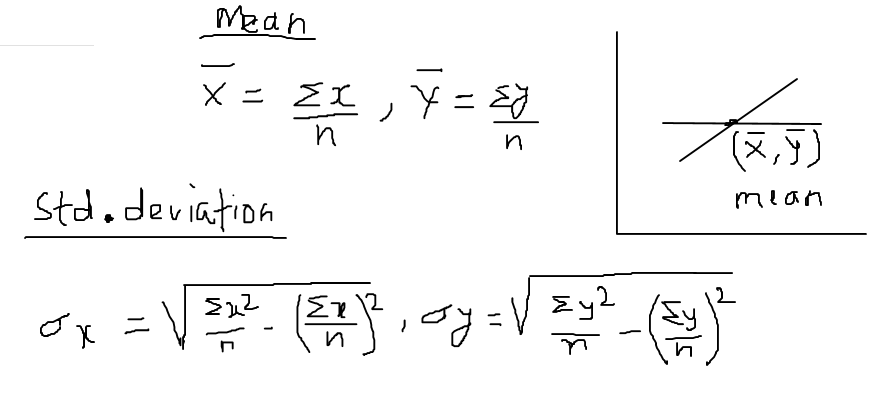 Mean
X̄ = Σx/n , Ȳ = Σy/n
(X̄, Ȳ)
mean
Std. deviation
σx = √(Σx²/n - (Σx/n)²) , σy = √(Σy²/n - (Σy/n)²)